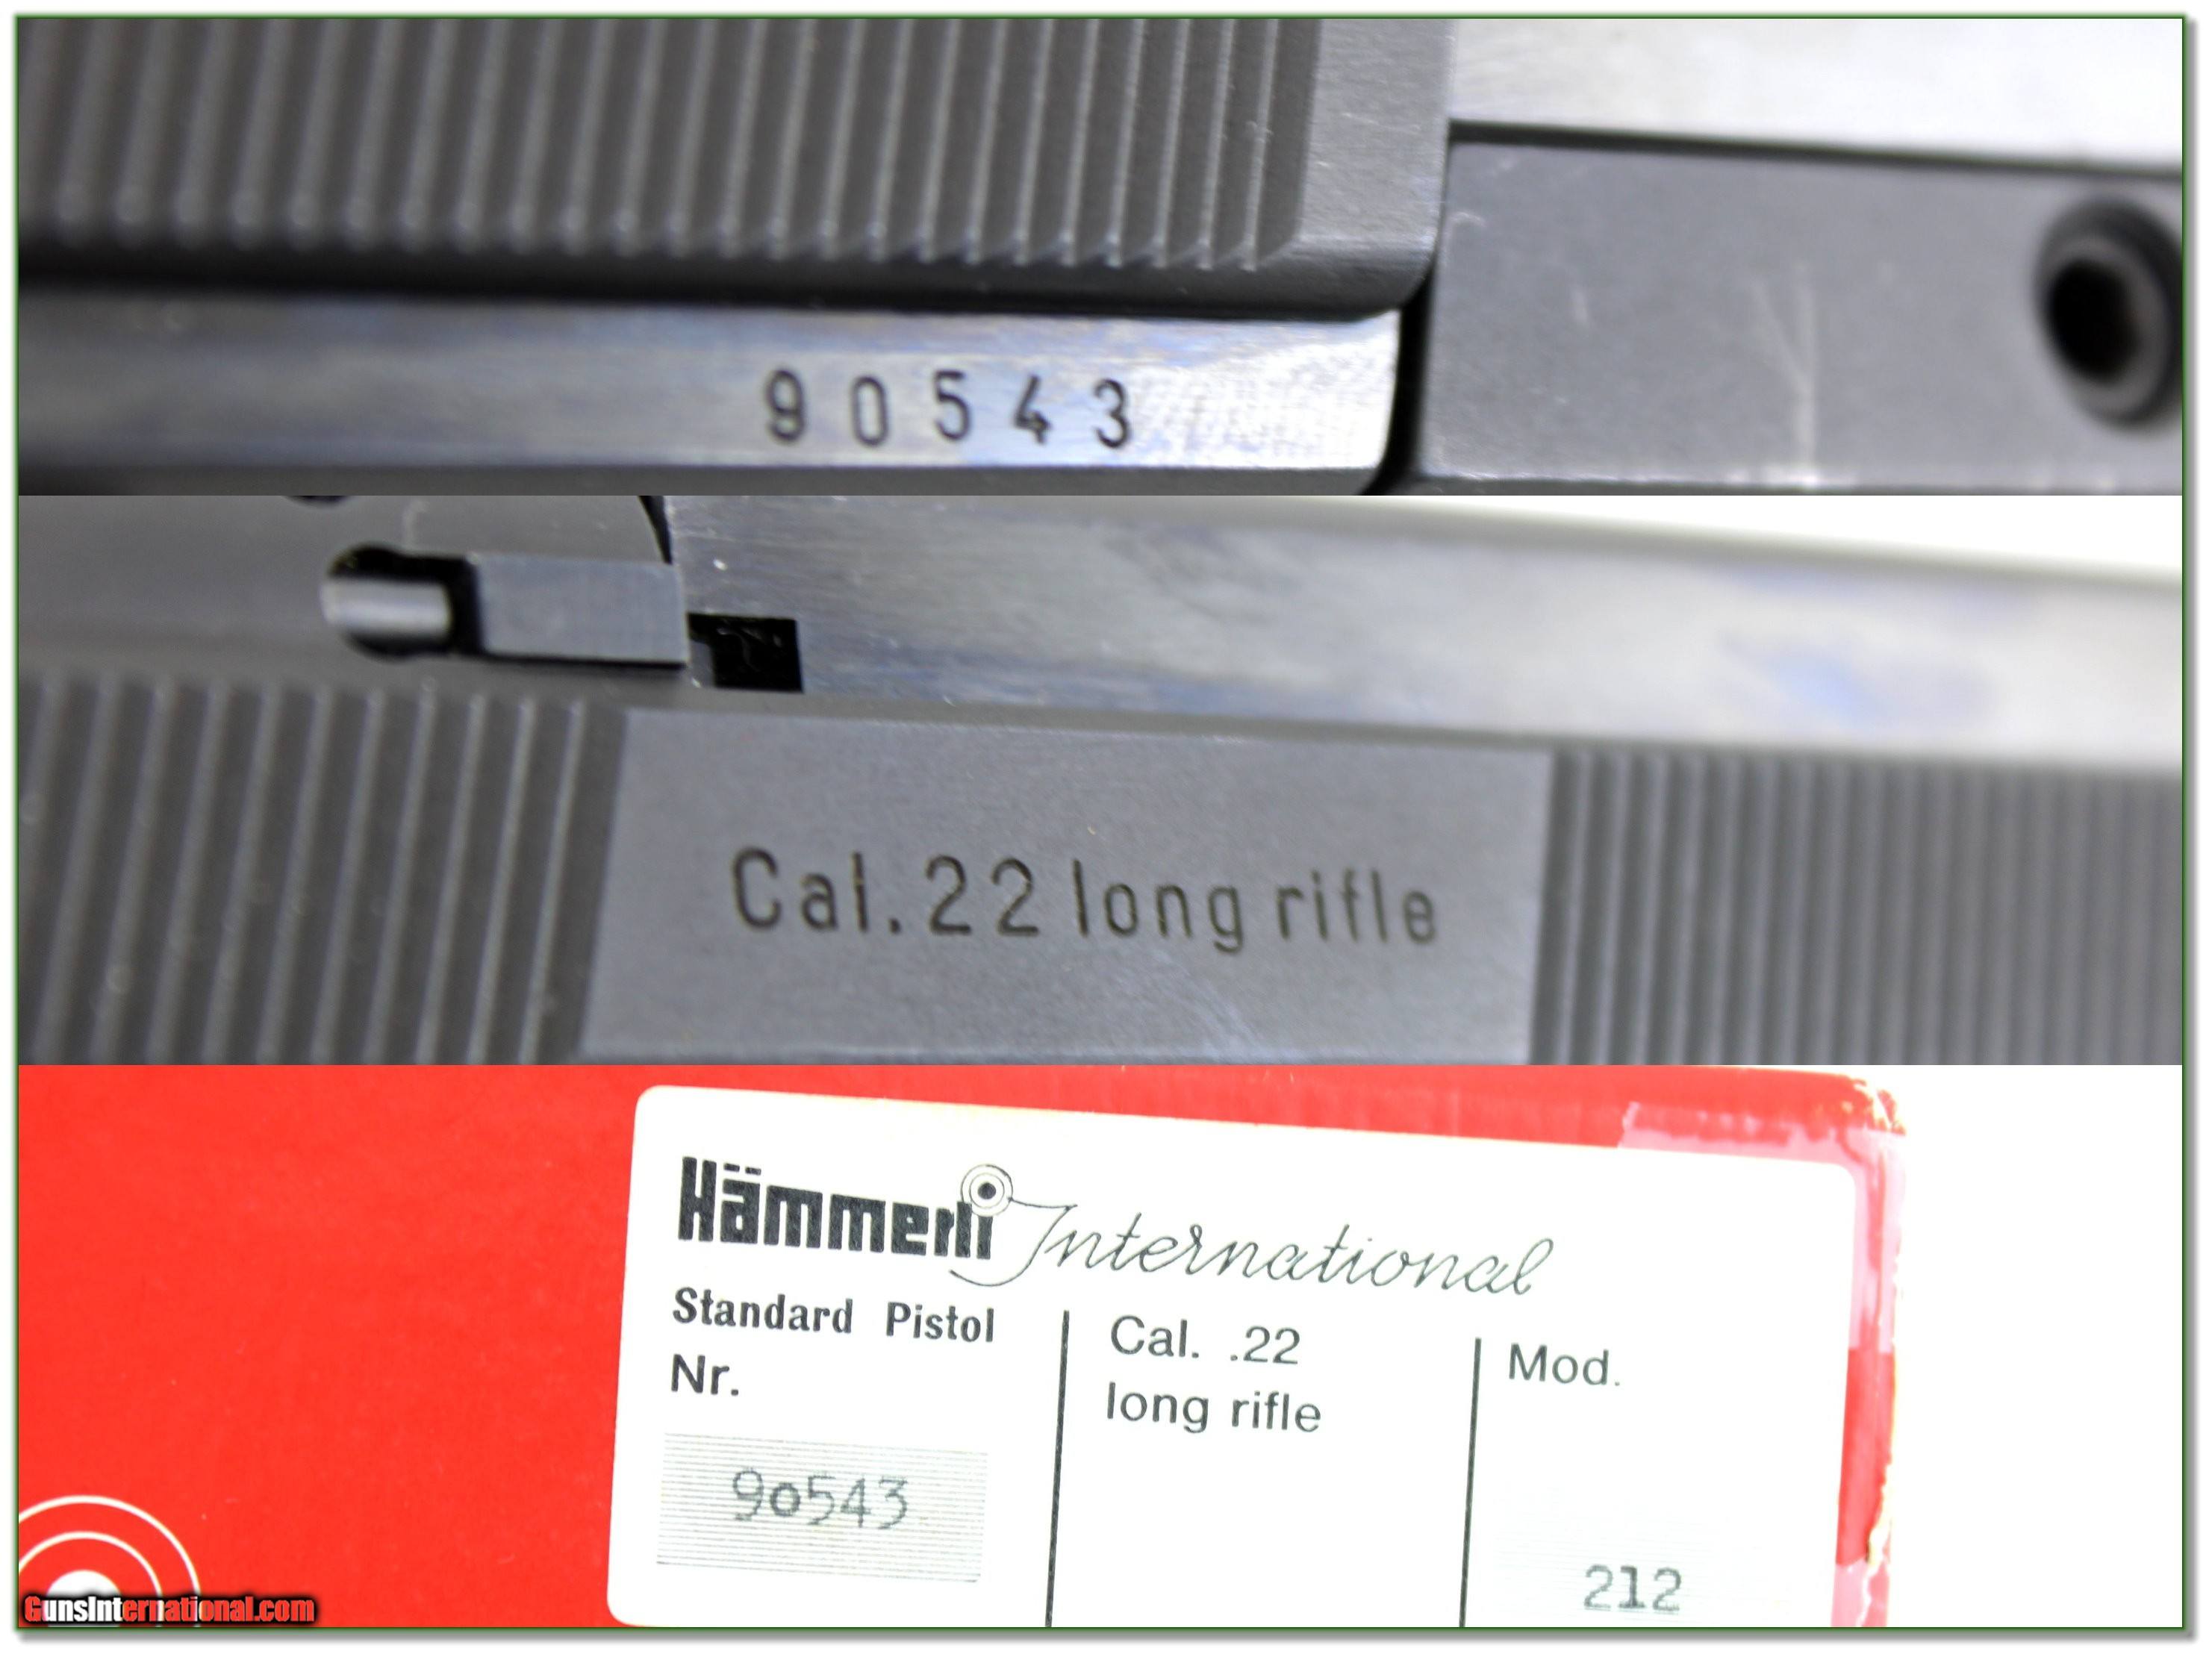 90543
Cal. 22 long rifle
Hämmerli International
Standard Pistol
Nr.
90543
Cal. .22
long rifle
Mod.
212
GunsInternational.com